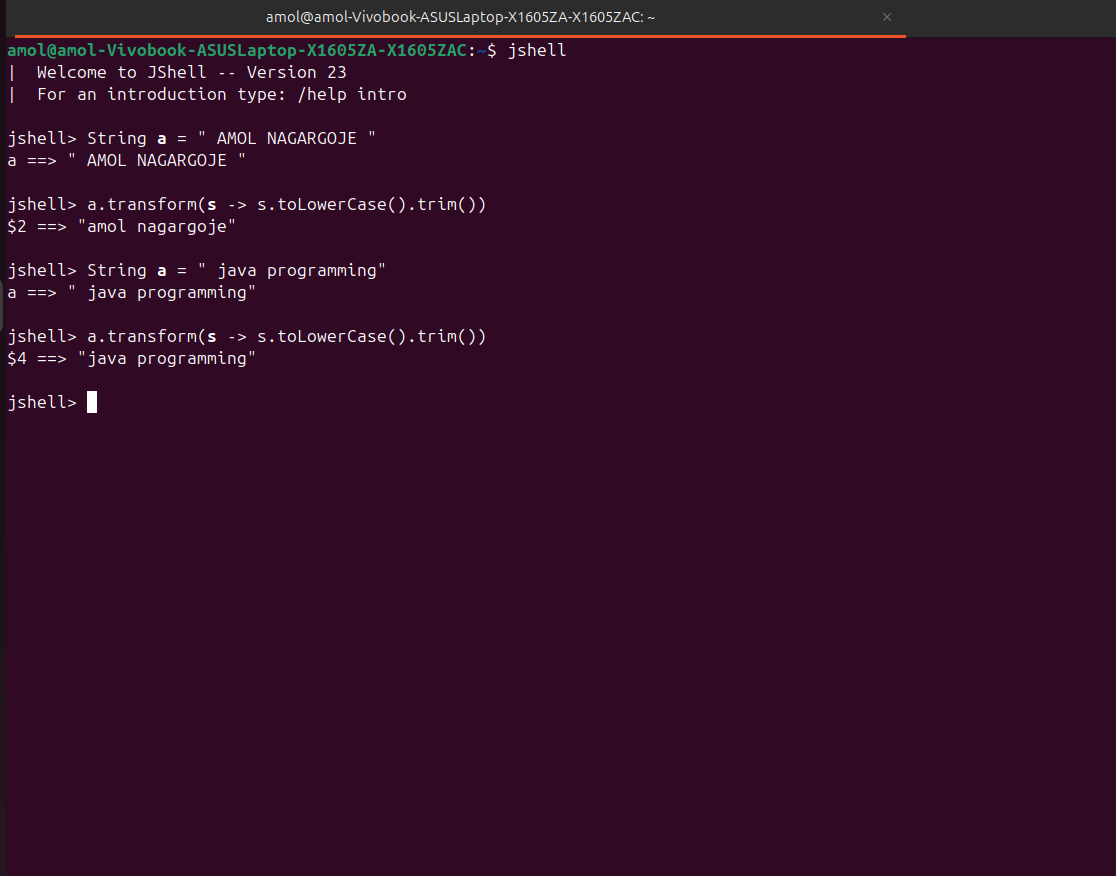 amol@amol-Vivobook-ASUSLaptop-X1605ZA-X1605ZAC: ~ ×
amol@amol-Vivobook-ASUSLaptop-X1605ZA-X1605ZAC:~$ jshell
|  Welcome to JShell -- Version 23
|  For an introduction type: /help intro
jshell> String a = " AMOL NAGARGOJE "
a ==> " AMOL NAGARGOJE "
jshell> a.transform(s -> s.toLowerCase().trim())
$2 ==> "amol nagargoje"
jshell> String a = " java programming"
a ==> " java programming"
jshell> a.transform(s -> s.toLowerCase().trim())
$4 ==> "java programming"
jshell>